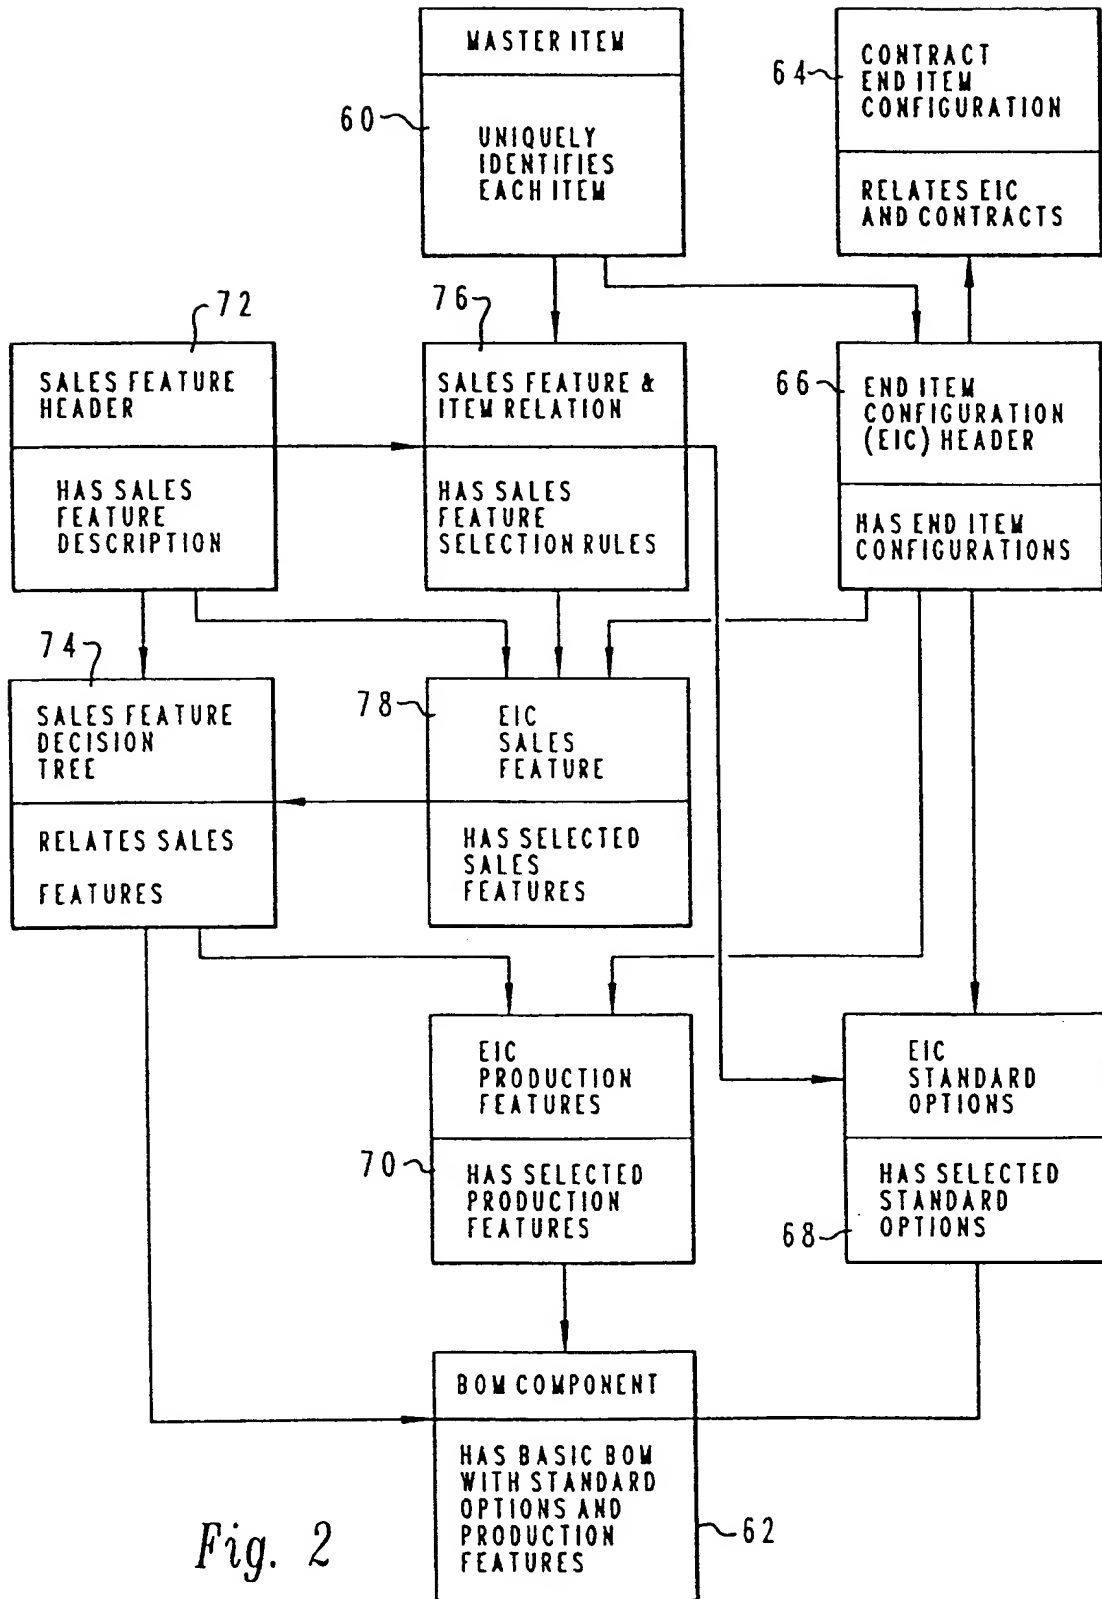 MASTER ITEM
60
UNIQUELY
IDENTIFIES
EACH ITEM
64
CONTRACT
END ITEM
CONFIGURATION
RELATES EIC
AND CONTRACTS
72
SALES FEATURE
HEADER
HAS SALES
FEATURE
DESCRIPTION
76
SALES FEATURE &
ITEM RELATION
HAS SALES
FEATURE
SELECTION RULES
66
END ITEM
CONFIGURATION
(EIC) HEADER
HAS END ITEM
CONFIGURATIONS
74
SALES FEATURE
DECISION
TREE
RELATES SALES
FEATURES
78
EIC
SALES
FEATURE
HAS SELECTED
SALES
FEATURES
EIC
PRODUCTION
FEATURES
70
HAS SELECTED
PRODUCTION
FEATURES
EIC
STANDARD
OPTIONS
HAS SELECTED
STANDARD
OPTIONS
68
BOM COMPONENT
HAS BASIC BOM
WITH STANDARD
OPTIONS AND
PRODUCTION
FEATURES
62
Fig. 2